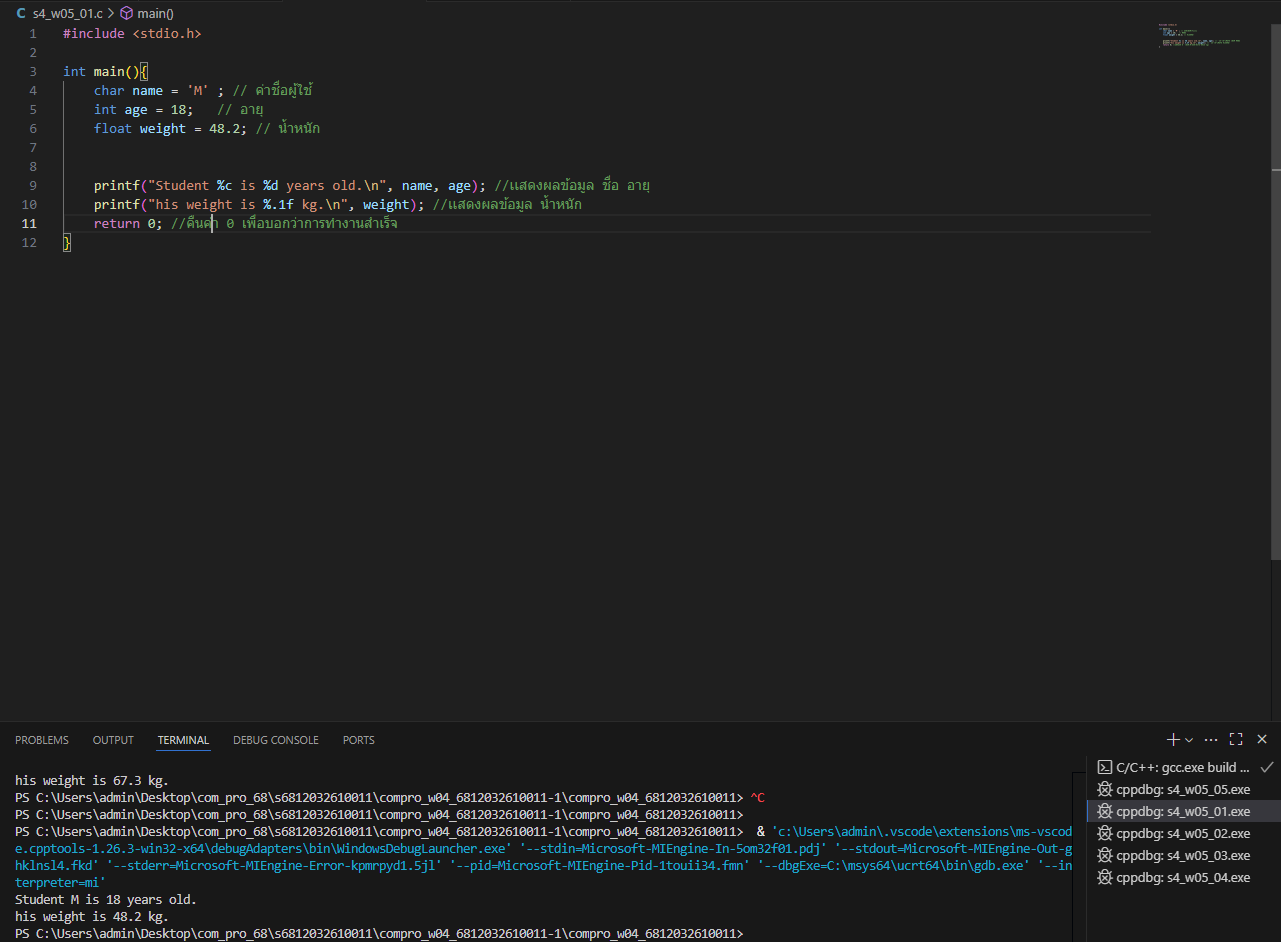 C s4_w05_01.c > main()
1 #include <stdio.h>
2
3 int main(){
4 char name = 'M' ; // ค่าชื่อผู้ใช้
5 int age = 18; // อายุ
6 float weight = 48.2; // น้ำหนัก
7
8
9 printf("Student %c is %d years old.\n", name, age); //แสดงผลข้อมูล ชื่อ อายุ
10 printf("his weight is %.1f kg.\n", weight); //แสดงผลข้อมูล น้ำหนัก
11 return 0; //คืนค่า 0 เพื่อบอกว่าการทำงานสำเร็จ
12 }
PROBLEMS OUTPUT TERMINAL DEBUG CONSOLE PORTS
his weight is 67.3 kg.
PS C:\Users\admin\Desktop\com_pro_68\s6812032610011\compro_w04_6812032610011-1\compro_w04_6812032610011> ^C
PS C:\Users\admin\Desktop\com_pro_68\s6812032610011\compro_w04_6812032610011-1\compro_w04_6812032610011>
PS C:\Users\admin\Desktop\com_pro_68\s6812032610011\compro_w04_6812032610011-1\compro_w04_6812032610011> & 'c:\Users\admin\.vscode\extensions\ms-vscod
e.cpptools-1.26.3-win32-x64\debugAdapters\bin\WindowsDebugLauncher.exe' '--stdin=Microsoft-MIEngine-In-5om32f01.pdj' '--stdout=Microsoft-MIEngine-Out-g
hklnsl4.fkd' '--stderr=Microsoft-MIEngine-Error-kpmrpyd1.5jl' '--pid=Microsoft-MIEngine-Pid-1touii34.fmn' '--dbgExe=C:\msys64\ucrt64\bin\gdb.exe' '--in
terpreter=mi'
Student M is 18 years old.
his weight is 48.2 kg.
PS C:\Users\admin\Desktop\com_pro_68\s6812032610011\compro_w04_6812032610011-1\compro_w04_6812032610011>
C/C++: gcc.exe build ...
cppdbg: s4_w05_05.exe
cppdbg: s4_w05_01.exe
cppdbg: s4_w05_02.exe
cppdbg: s4_w05_03.exe
cppdbg: s4_w05_04.exe